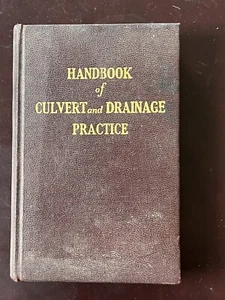 HANDBOOK
of
CULVERT and DRAINAGE
PRACTICE